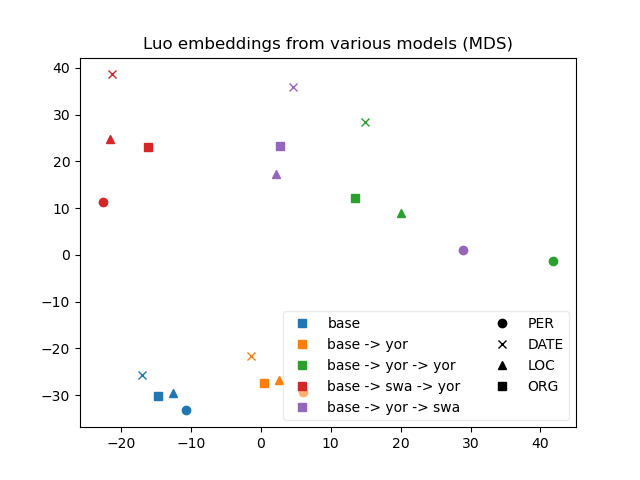 Luo embeddings from various models (MDS)
40
30
20
10
0
−10
−20
−30
−20 −10 0 10 20 30 40
base
base -> yor
base -> yor -> yor
base -> swa -> yor
base -> yor -> swa
PER
DATE
LOC
ORG